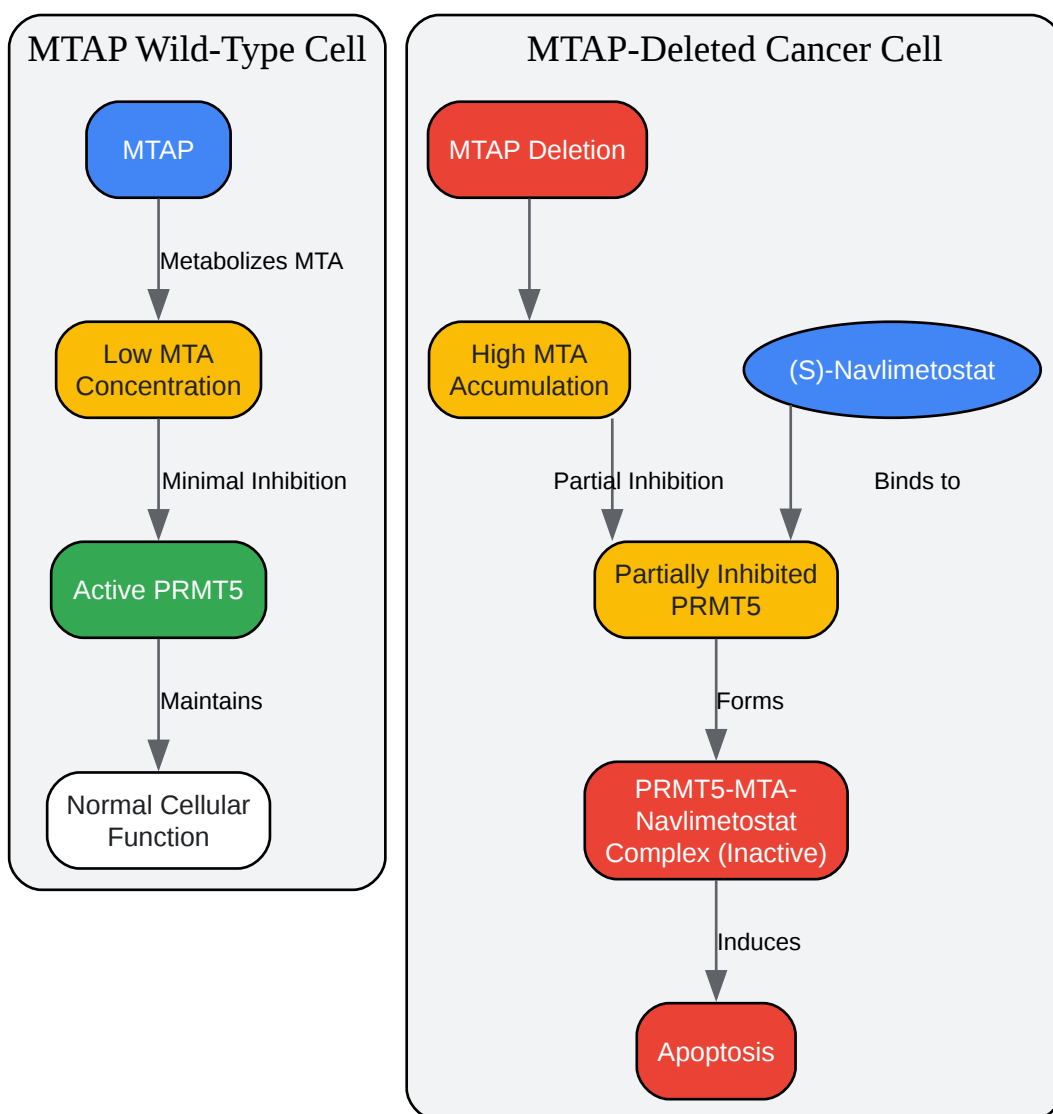 MTAP Wild-Type Cell
MTAP
Metabolizes MTA
Low MTA
Concentration
Minimal Inhibition
Active PRMT5
Maintains
Normal Cellular
Function
MTAP-Deleted Cancer Cell
MTAP Deletion
High MTA
Accumulation
(S)-Navlimetostat
Partial Inhibition
Binds to
Partially Inhibited
PRMT5
Forms
PRMT5-MTA-
Navlimetostat
Complex (Inactive)
Induces
Apoptosis